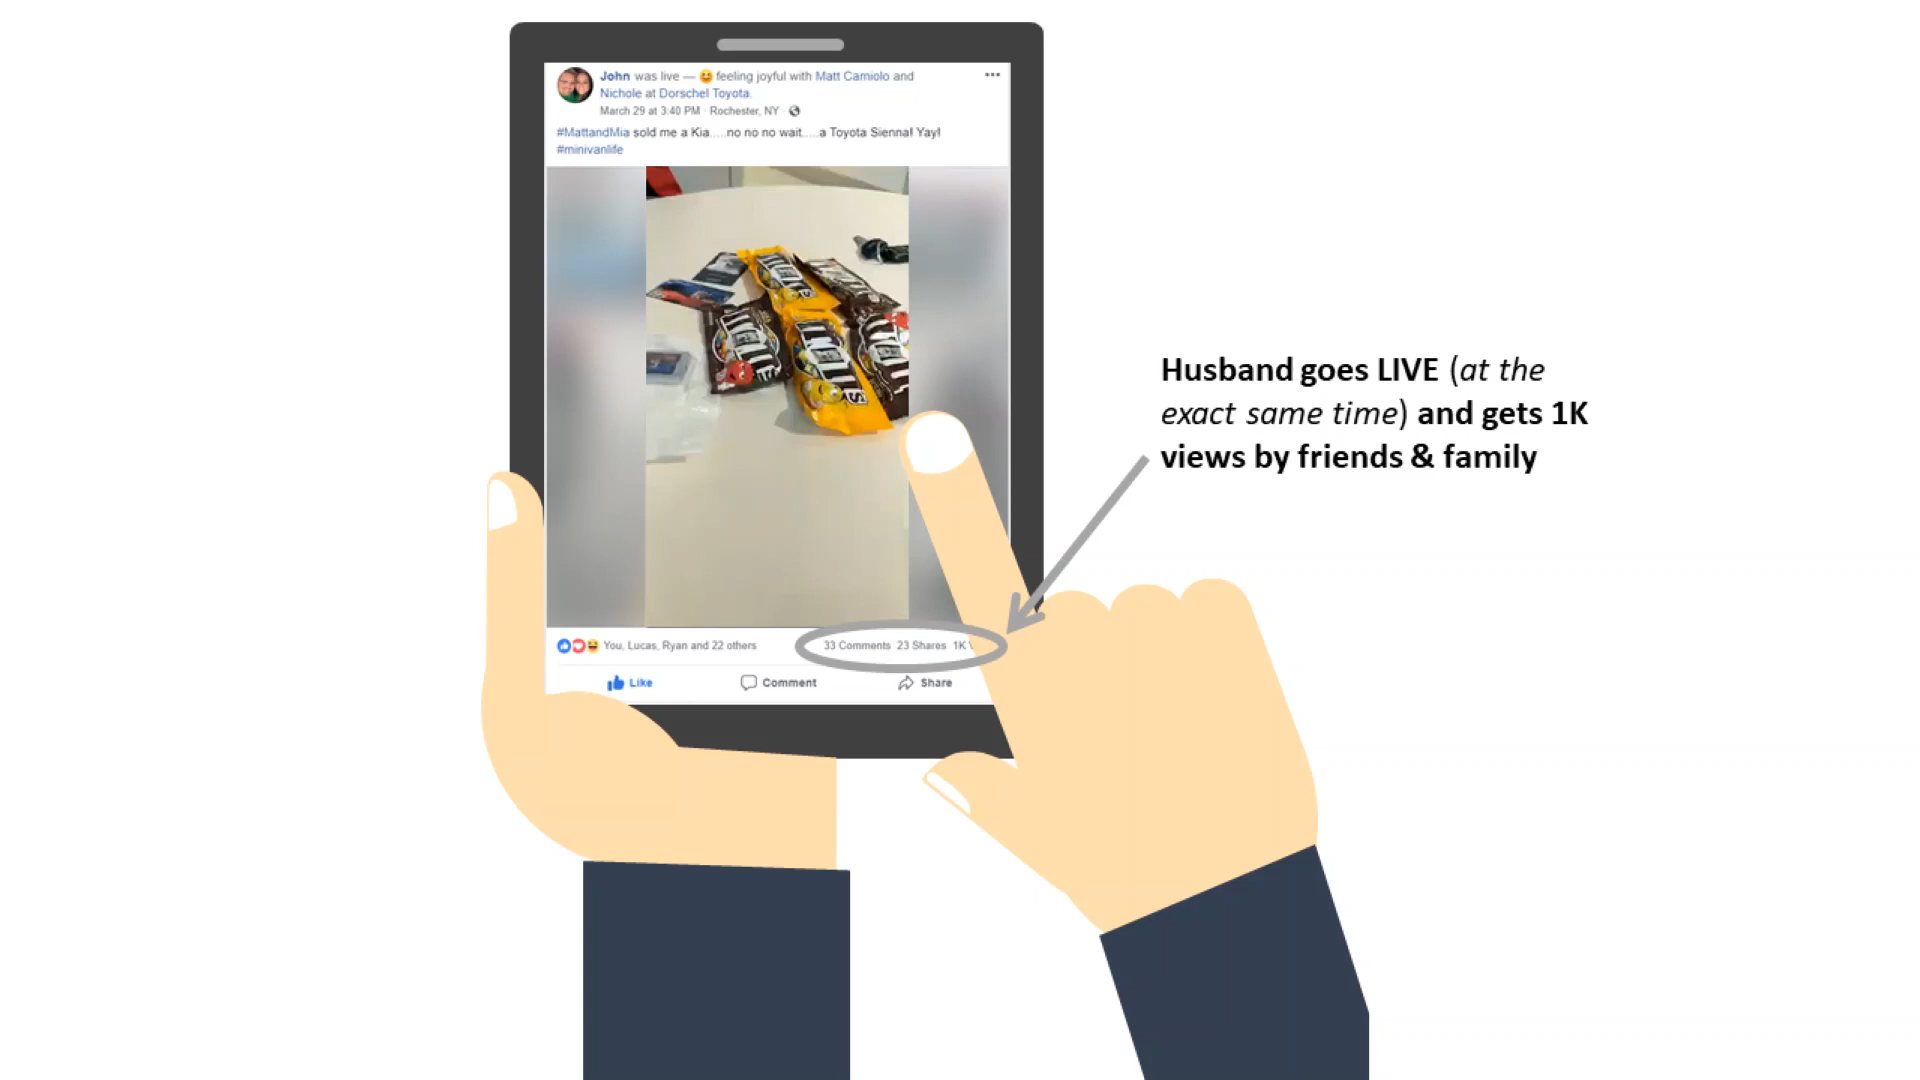 John was live — feeling joyful with Matt Camiolo and
Nichole at Dorschel Toyota.
March 29 at 3:40 PM · Rochester, NY ·
#MattandMia sold me a Kia.....no no no wait.....a Toyota Sienna! Yay!
#minivanlife
Husband goes LIVE (at the
exact same time) and gets 1K
views by friends & family
You, Lucas, Ryan and 22 others 33 Comments 23 Shares 1K
Like Comment Share